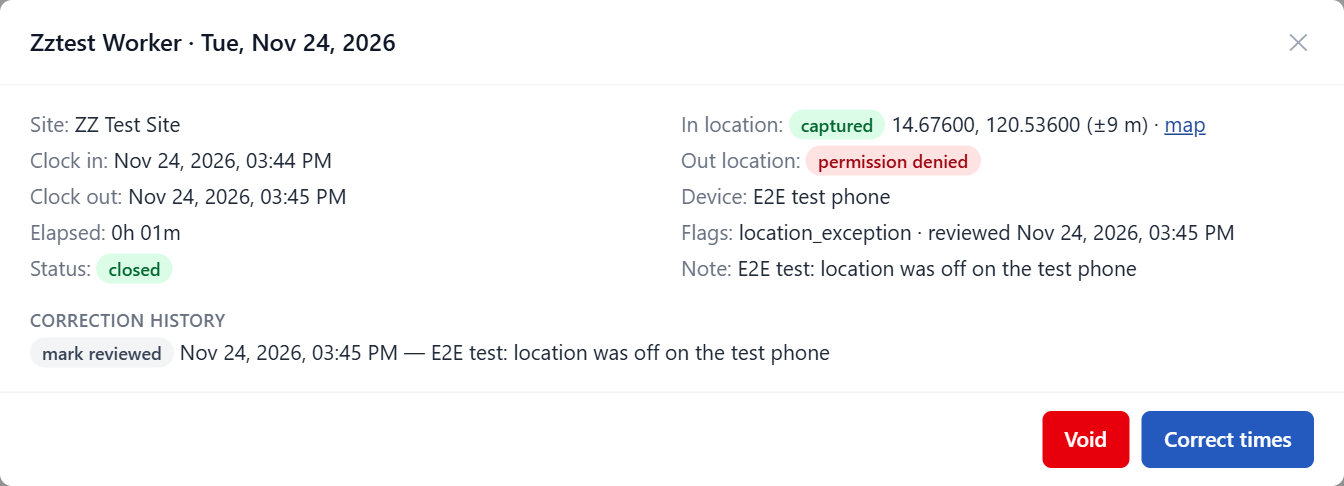 Zztest Worker · Tue, Nov 24, 2026
Site: ZZ Test Site
Clock in: Nov 24, 2026, 03:44 PM
Clock out: Nov 24, 2026, 03:45 PM
Elapsed: 0h 01m
Status: closed
In location: captured 14.67600, 120.53600 (±9 m) · map
Out location: permission denied
Device: E2E test phone
Flags: location_exception · reviewed Nov 24, 2026, 03:45 PM
Note: E2E test: location was off on the test phone
CORRECTION HISTORY
mark reviewed Nov 24, 2026, 03:45 PM — E2E test: location was off on the test phone
Void
Correct times